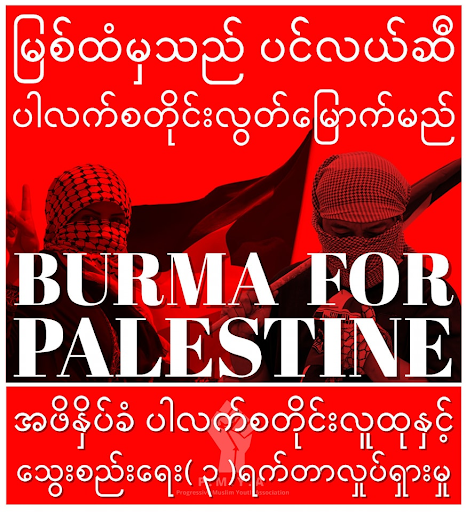 မြစ်ထံမှသည် ပင်လယ်ဆီ
ပါလက်စတိုင်းလွတ်မြောက်မည်
BURMA FOR
PALESTINE
အဖိနှိပ်ခံ ပါလက်စတိုင်းလူထုနှင့်
သွေးစည်းရေး(၃)ရက်တာလှုပ်ရှားမှု
P.M.Y.A
Progressive Muslim Youth Association